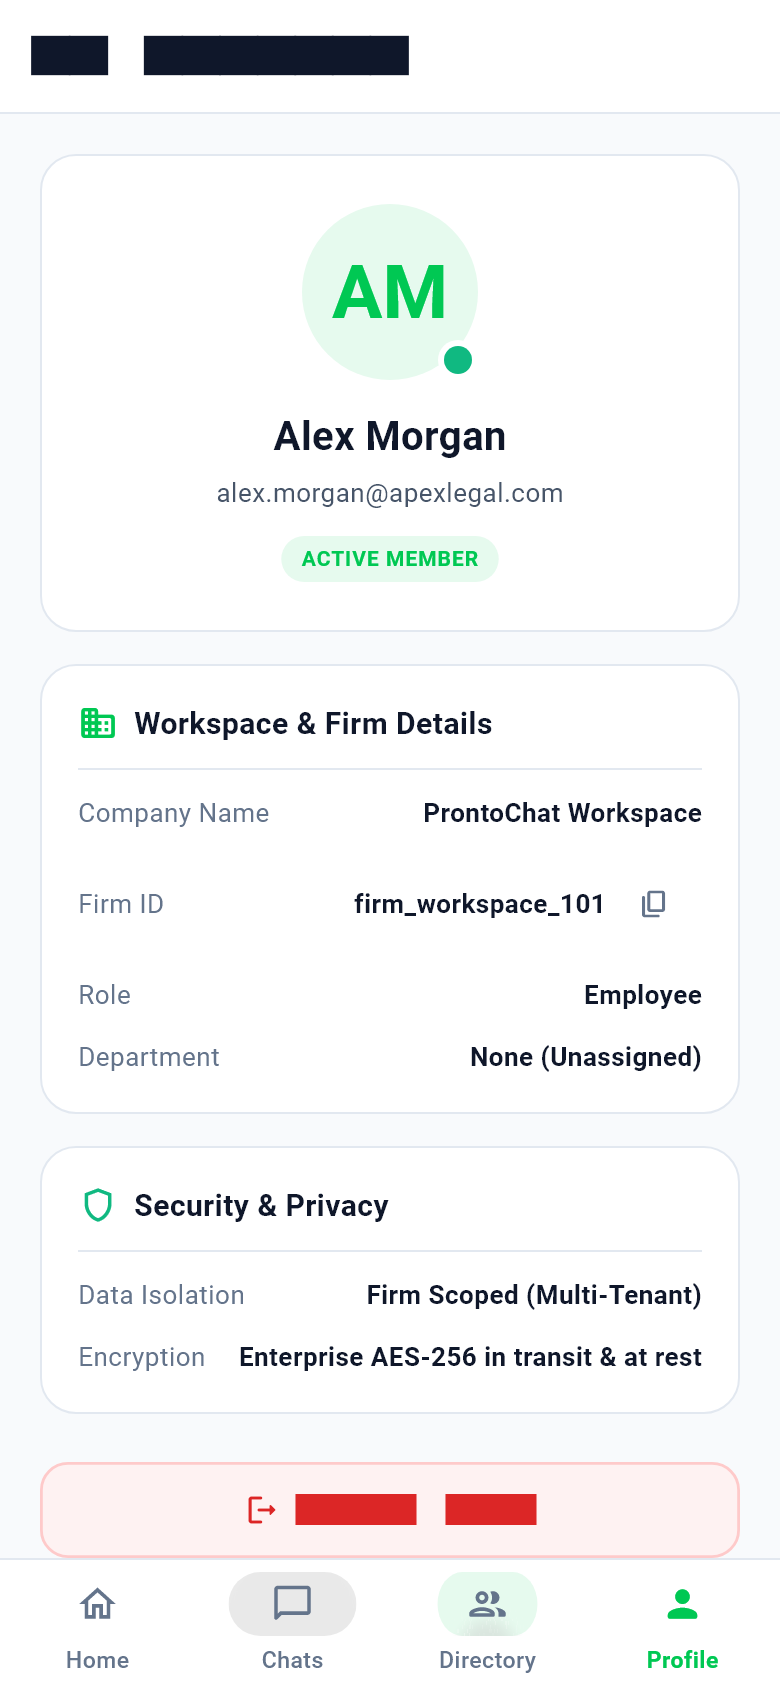 AM
Alex Morgan
alex.morgan@apexlegal.com
ACTIVE MEMBER
Workspace & Firm Details
Company Name ProntoChat Workspace
Firm ID firm_workspace_101
Role Employee
Department None (Unassigned)
Security & Privacy
Data Isolation Firm Scoped (Multi-Tenant)
Encryption Enterprise AES-256 in transit & at rest
Home Chats Directory Profile